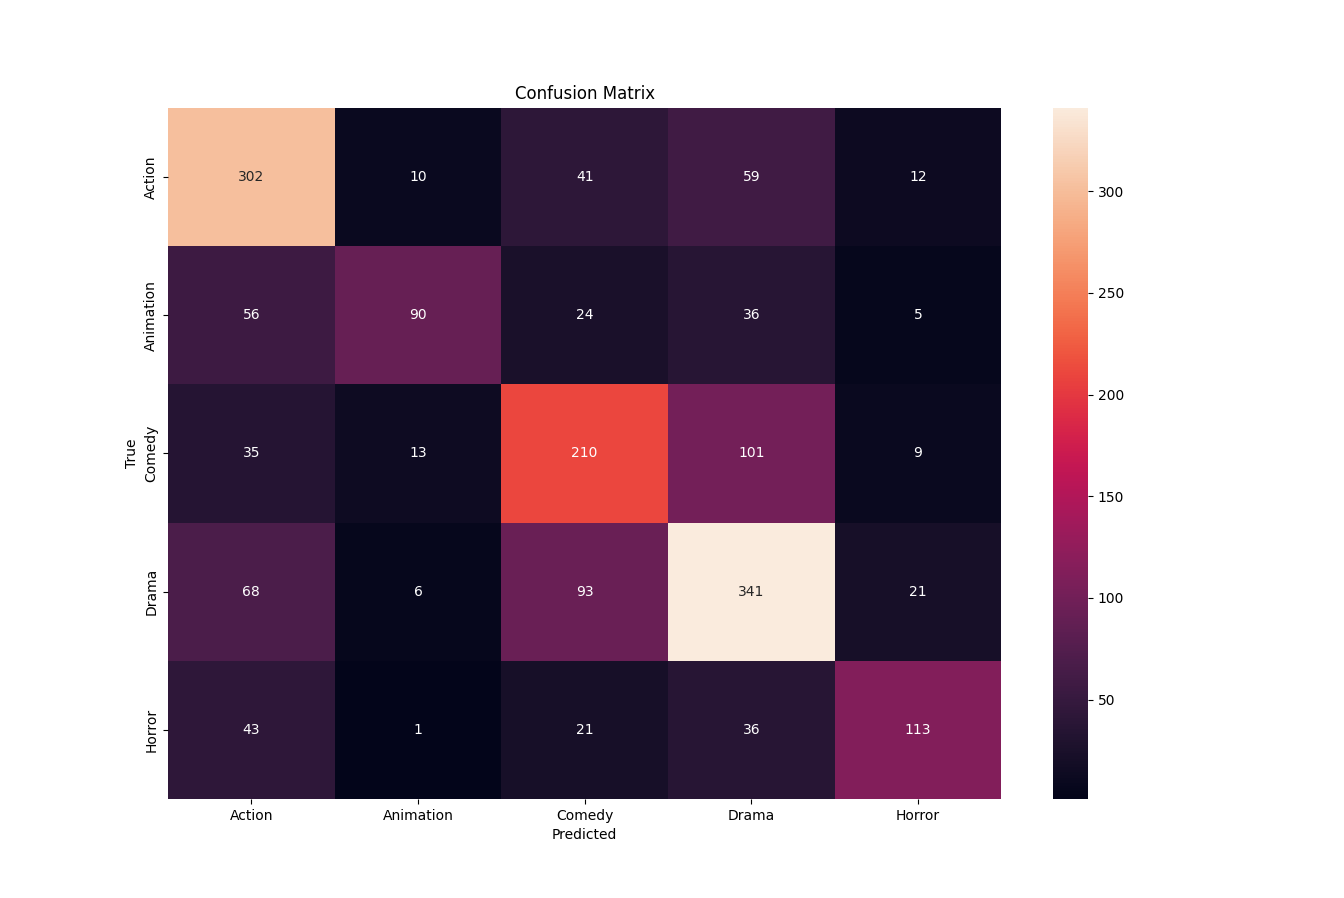 Confusion Matrix
Action 302 10 41 59 12
Animation 56 90 24 36 5
Comedy 35 13 210 101 9
Drama 68 6 93 341 21
Horror 43 1 21 36 113
True
Action Animation Comedy Drama Horror
Predicted
300
250
200
150
100
50